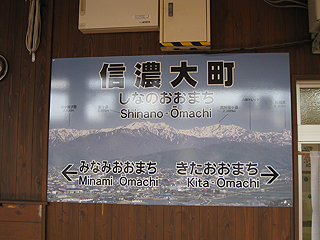 信濃大町
しなのおおまち
Shinano-Omachi
みなみおおまち
Minami-Ōmachi
きたおおまち
Kita-Ōmachi